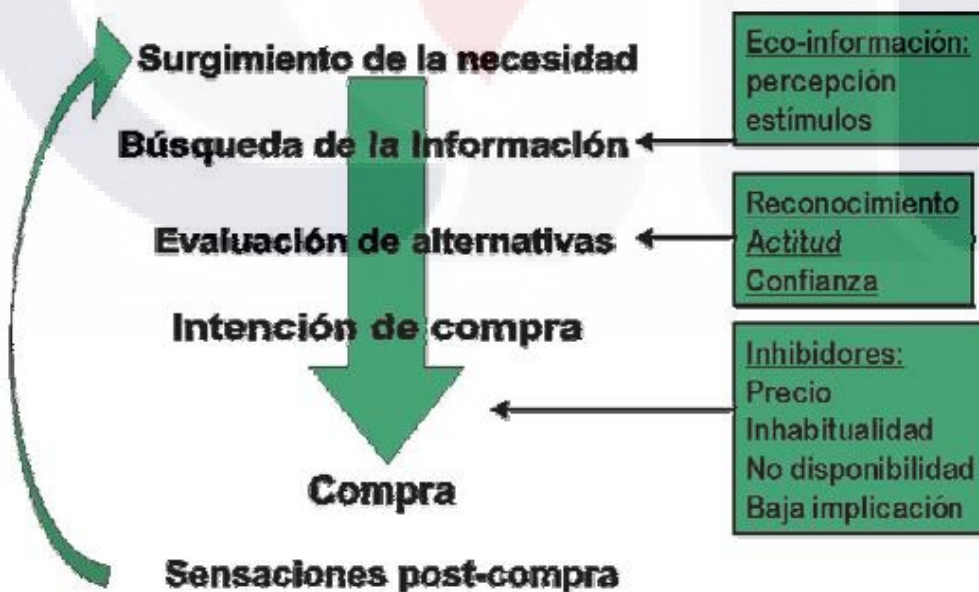 Surgimiento de la necesidad
Búsqueda de la Información
Evaluación de alternativas
Intención de compra
Compra
Sensaciones post-compra
Eco-información:
percepción
estímulos
Reconocimiento
Actitud
Confianza
Inhibidores:
Precio
Inhabitualidad
No disponibilidad
Baja implicación